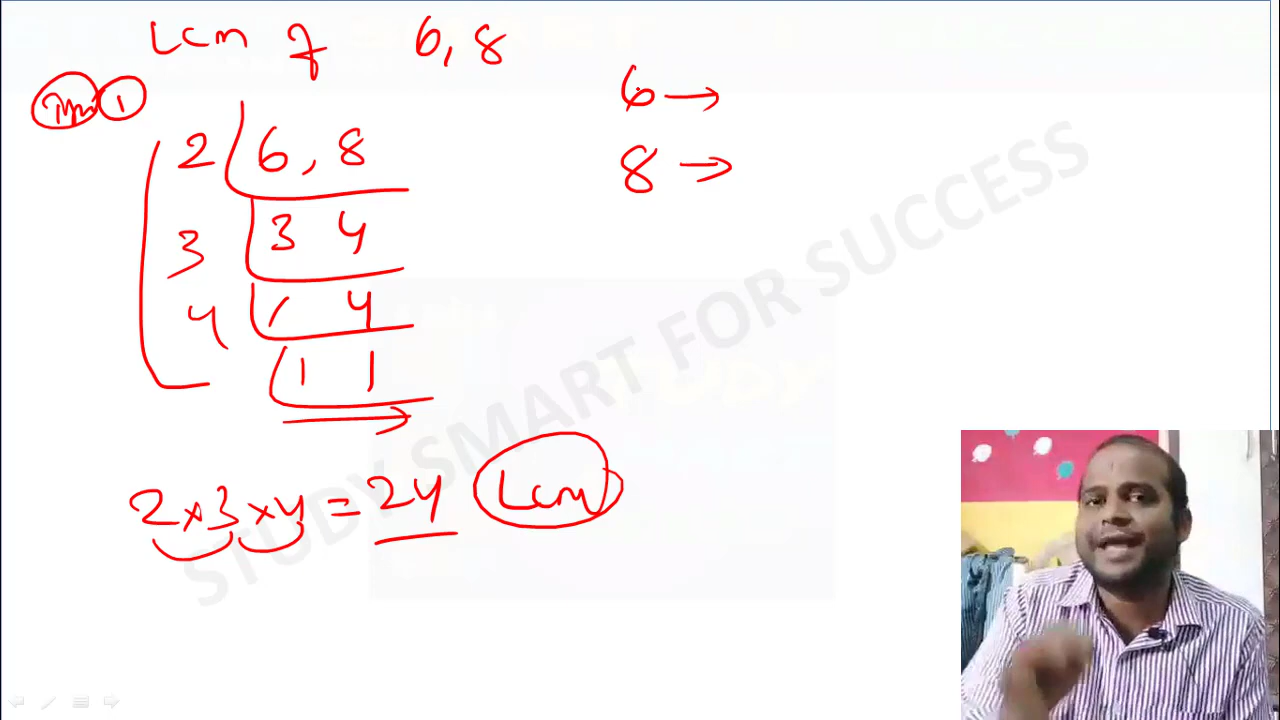 Lcm of 6, 8
1
2 6, 8
3 3 4
4 1 4
1 1
2 × 3 × 4 = 24 Lcm
6 →
8 →
STUDY SMART FOR SUCCESS